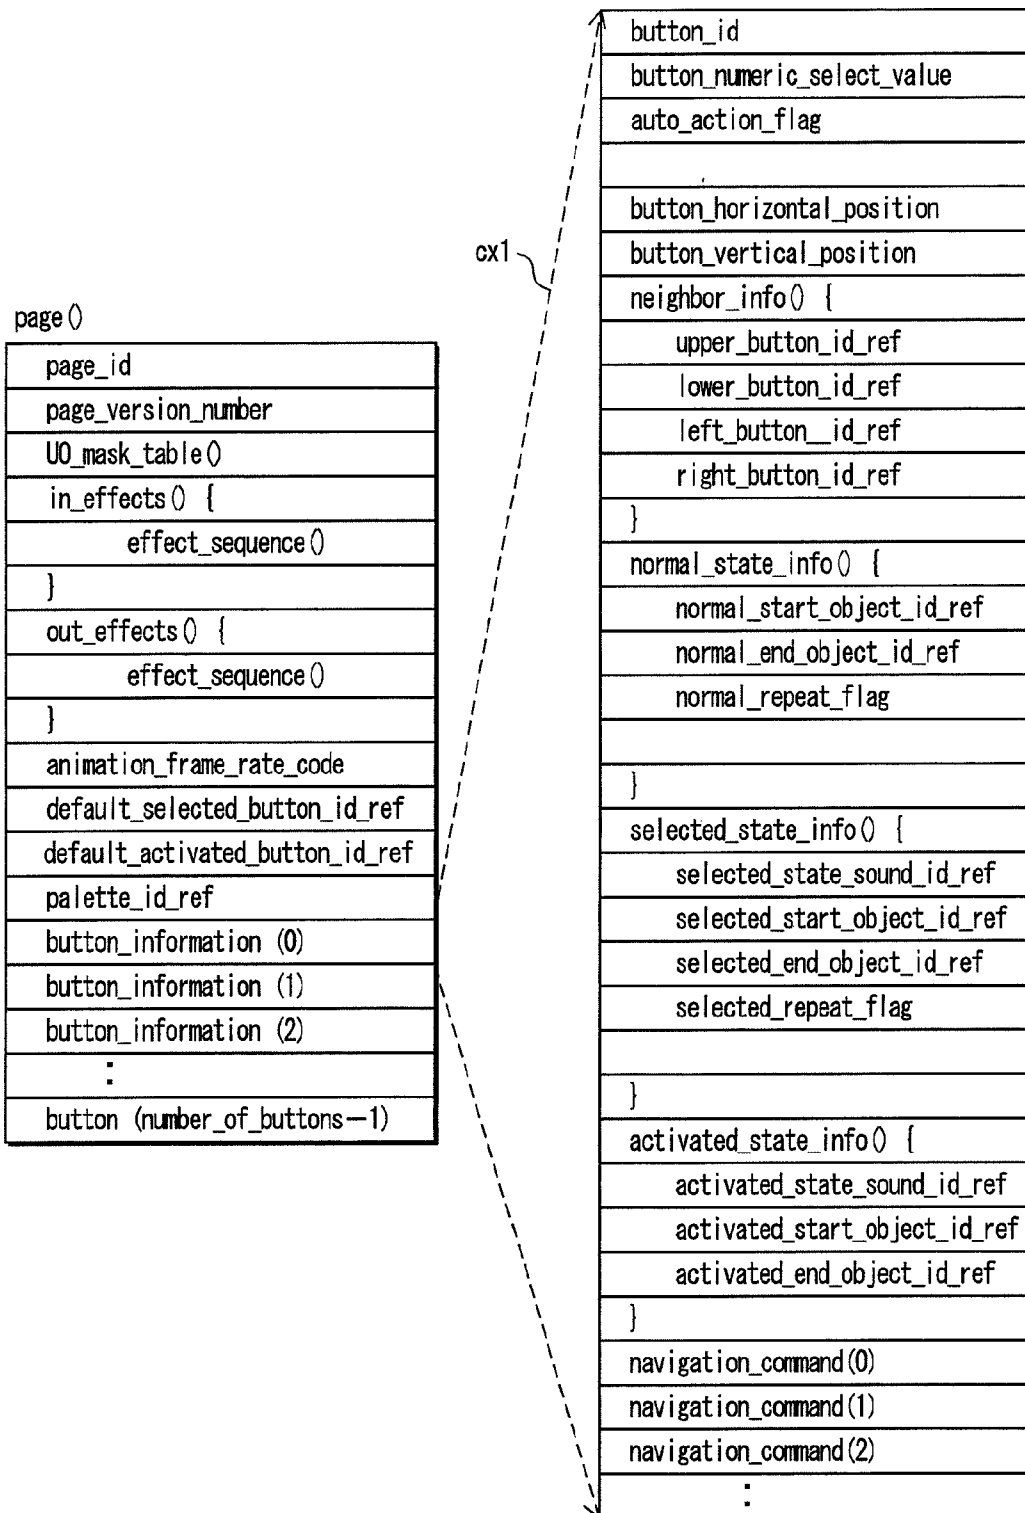 page()
page_id
page_version_number
UO_mask_table()
in_effects() {
effect_sequence()
}
out_effects() {
effect_sequence()
}
animation_frame_rate_code
default_selected_button_id_ref
default_activated_button_id_ref
palette_id_ref
button_information (0)
button_information (1)
button_information (2)
:
button (number_of_buttons—1)
cx1
button_id
button_numeric_select_value
auto_action_flag
button_horizontal_position
button_vertical_position
neighbor_info() {
upper_button_id_ref
lower_button_id_ref
left_button__id_ref
right_button_id_ref
}
normal_state_info() {
normal_start_object_id_ref
normal_end_object_id_ref
normal_repeat_flag
}
selected_state_info() {
selected_state_sound_id_ref
selected_start_object_id_ref
selected_end_object_id_ref
selected_repeat_flag
}
activated_state_info() {
activated_state_sound_id_ref
activated_start_object_id_ref
activated_end_object_id_ref
}
navigation_command(0)
navigation_command(1)
navigation_command(2)
: